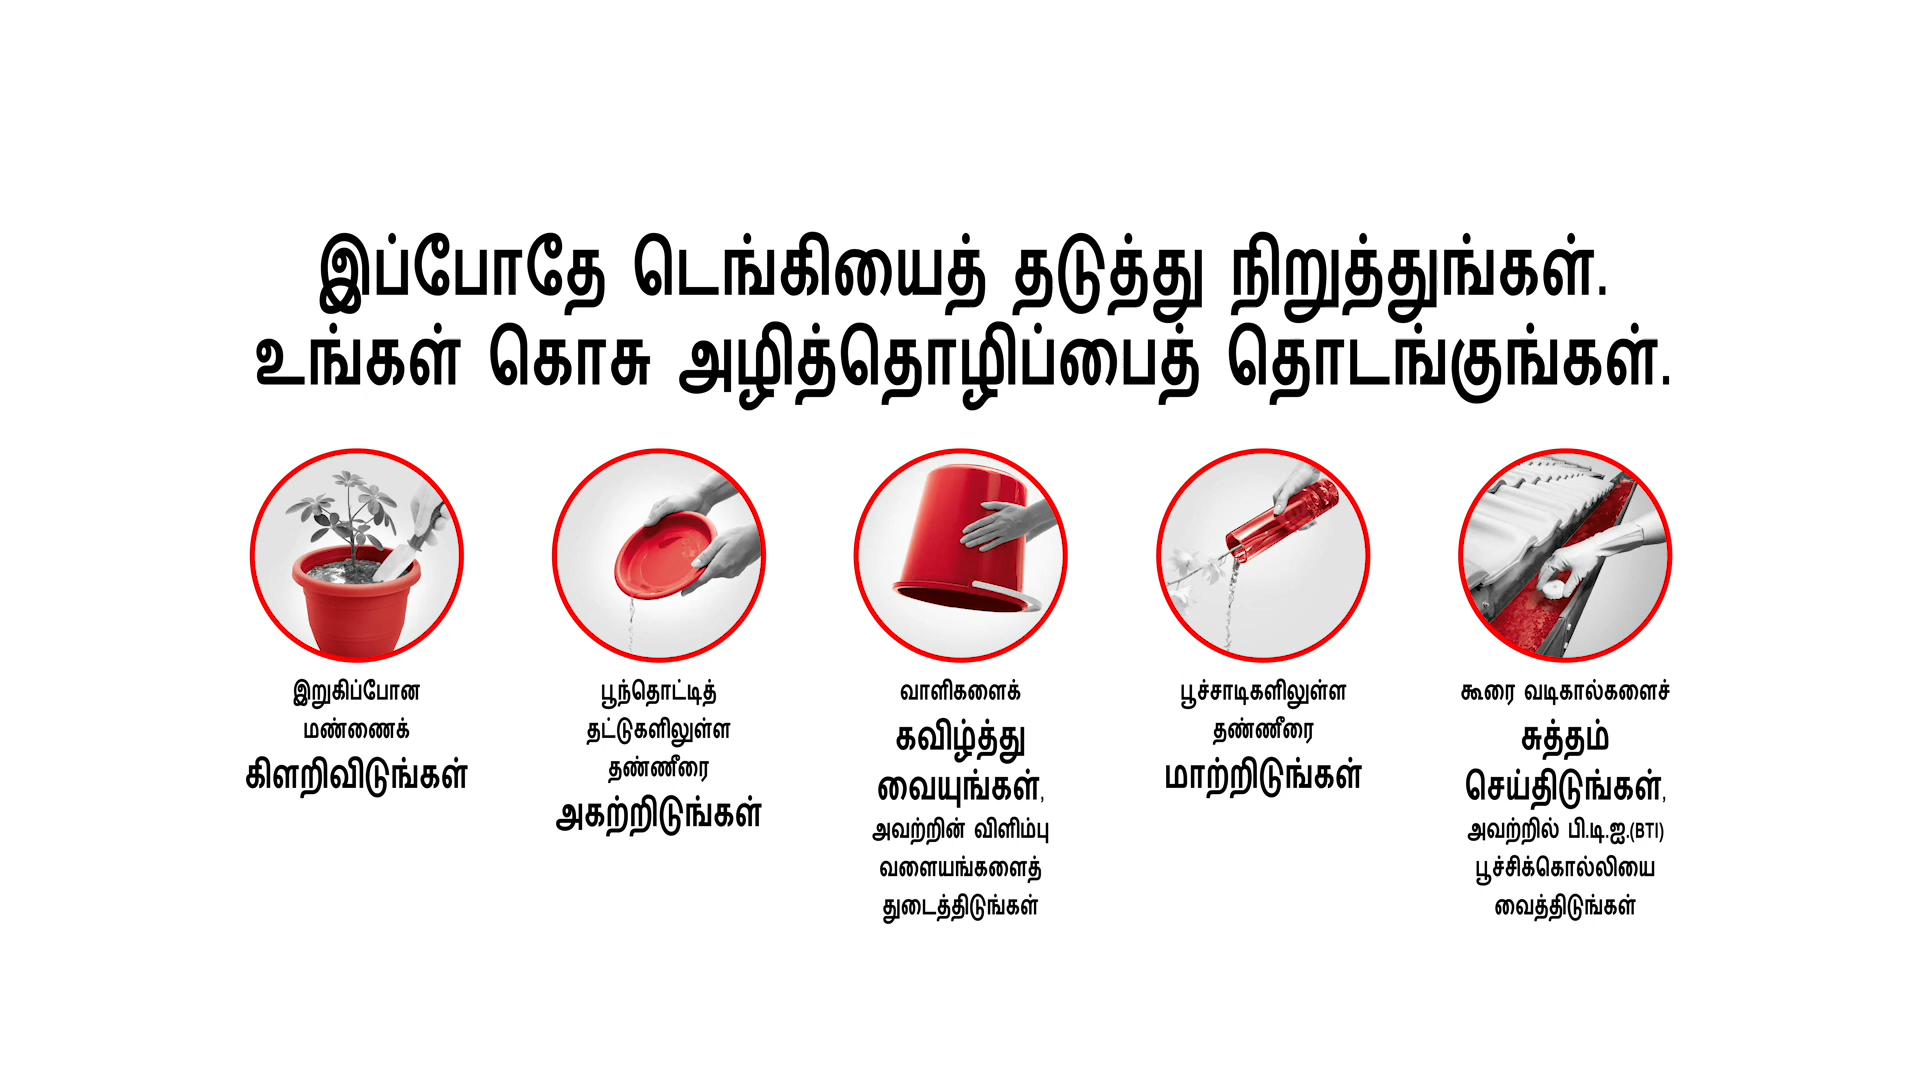 இப்போதே டெங்கியைத் தடுத்து நிறுத்துங்கள்.
உங்கள் கொசு அழித்தொழிப்பைத் தொடங்குங்கள்.
இறுகிப்போன
மண்ணைக்
கிளறிவிடுங்கள்
பூந்தொட்டித்
தட்டுகளிலுள்ள
தண்ணீரை
அகற்றிடுங்கள்
வாளிகளைக்
கவிழ்த்து
வையுங்கள்,
அவற்றின் விளிம்பு
வளையங்களைத்
துடைத்திடுங்கள்
பூச்சாடிகளிலுள்ள
தண்ணீரை
மாற்றிடுங்கள்
கூரை வடிகால்களைச்
சுத்தம்
செய்திடுங்கள்,
அவற்றில் பி.டி.ஐ.(BTI)
பூச்சிக்கொல்லியை
வைத்திடுங்கள்